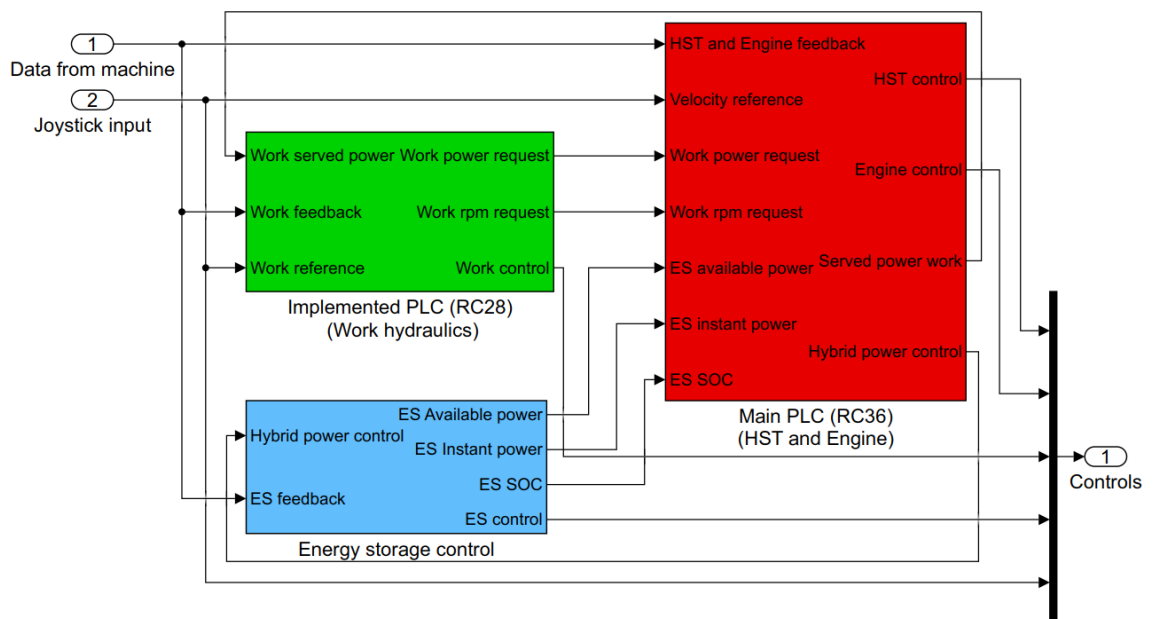 1
Data from machine
2
Joystick input
Work served power
Work feedback
Work reference
Work power request
Work rpm request
Work control
Implemented PLC (RC28)
(Work hydraulics)
HST and Engine feedback
Velocity reference
Work power request
Work rpm request
ES available power
ES instant power
ES SOC
HST control
Engine control
Served power work
Hybrid power control
Main PLC (RC36)
(HST and Engine)
Hybrid power control
ES feedback
ES Available power
ES Instant power
ES SOC
ES control
Energy storage control
1
Controls